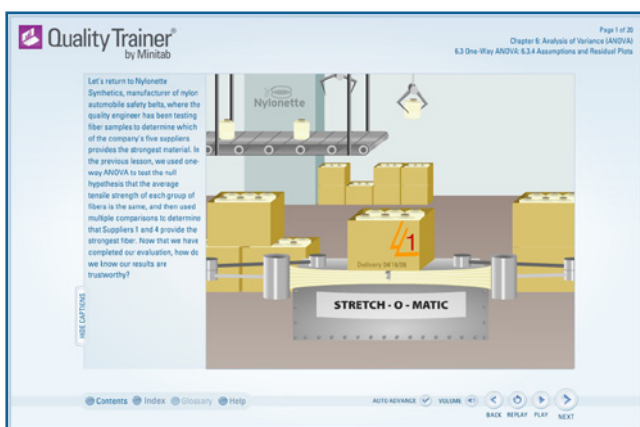 Quality Trainer®
by Minitab
Page 1 of 20
Chapter 6: Analysis of Variance (ANOVA)
6.3 One-Way ANOVA: 6.3.4 Assumptions and Residual Plots
Let's return to Nylonette
Synthetics, manufacturer of nylon
automobile safety belts, where the
quality engineer has been testing
fiber samples to determine which
of the company's five suppliers
provides the strongest material. In
the previous lesson, we used one-
way ANOVA to test the null
hypothesis that the average
tensile strength of each group of
fibers is the same, and then used
multiple comparisons to determine
that Suppliers 1 and 4 provide the
strongest fiber. Now that we have
completed our evaluation, how do
we know our results are
trustworthy?
HIDE CAPTIONS
Nylonette
1
Delivery 04/16/06
1
STRETCH - O - MATIC
Contents Index Glossary Help
AUTO ADVANCE VOLUME
BACK REPLAY PLAY NEXT